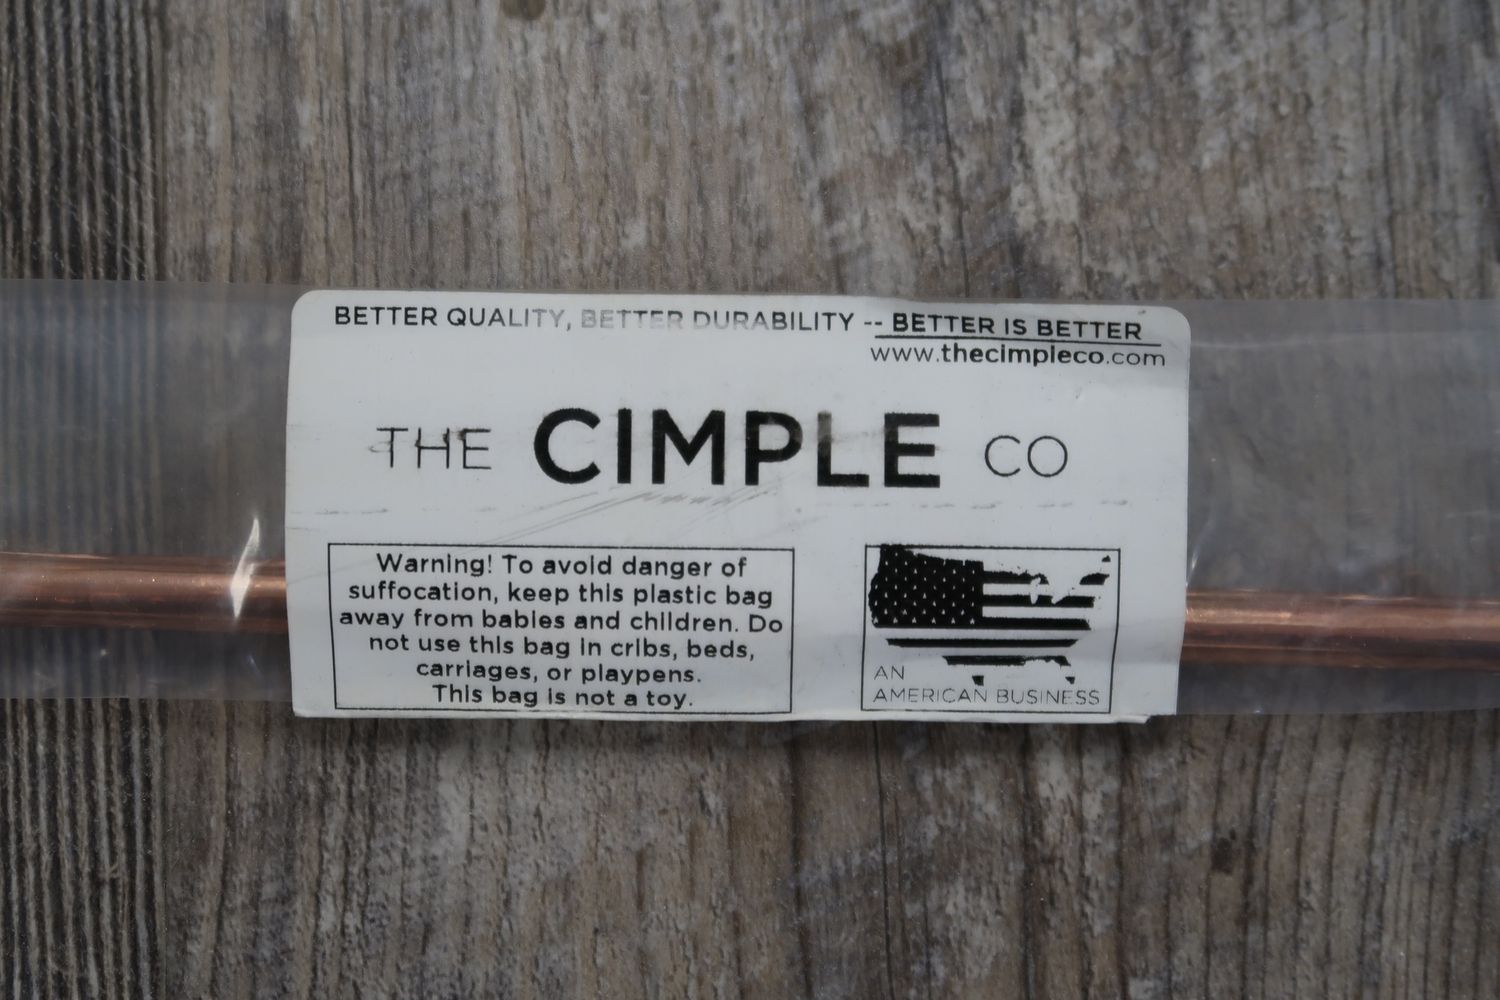 BETTER QUALITY, BETTER DURABILITY -- BETTER IS BETTER
www.thecimpleco.com
THE CIMPLE CO
Warning! To avoid danger of
suffocation, keep this plastic bag
away from babies and children. Do
not use this bag in cribs, beds,
carriages, or playpens.
This bag is not a toy.
AN
AMERICAN BUSINESS